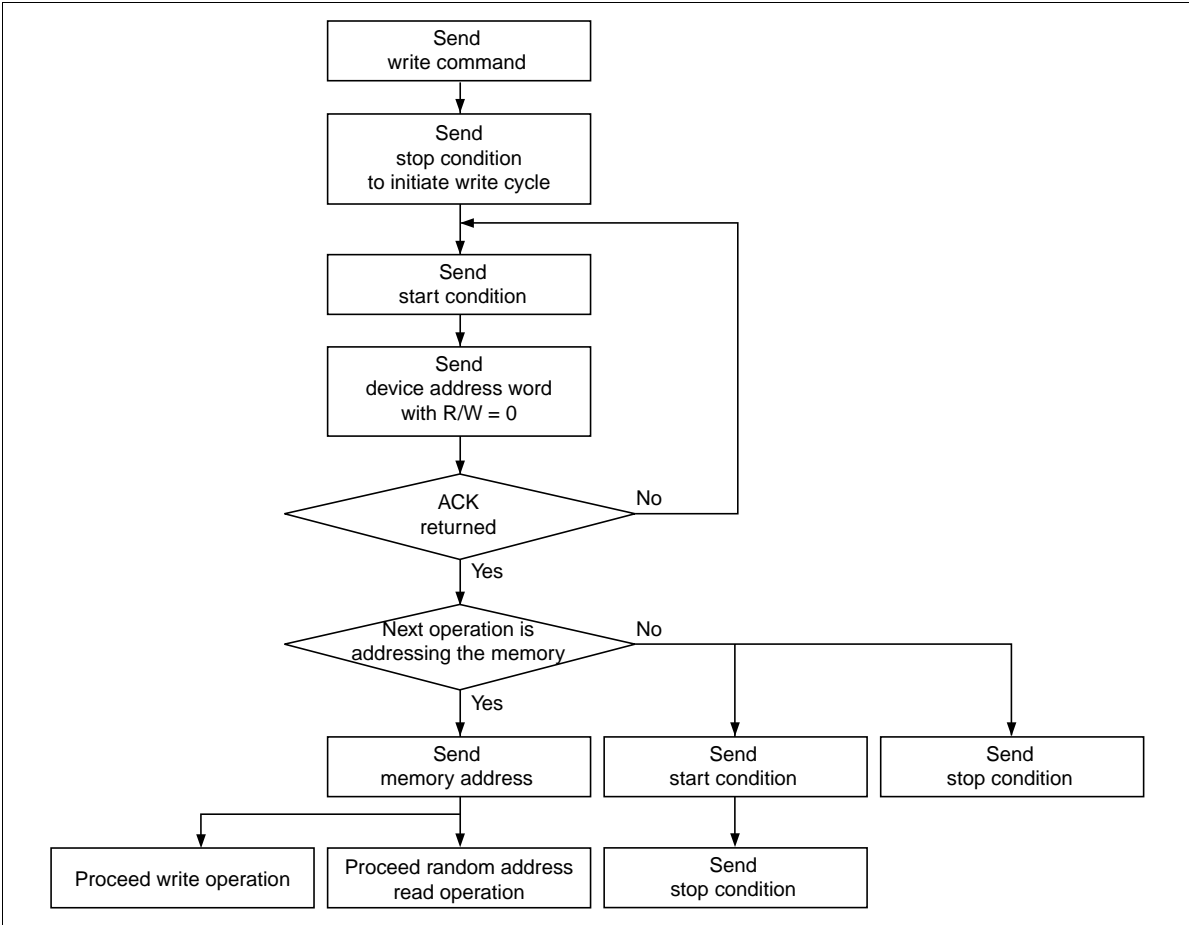 Send
write command
Send
stop condition
to initiate write cycle
Send
start condition
Send
device address word
with R/W = 0
ACK
returned
No
Yes
Next operation is
addressing the memory
No
Yes
Send
memory address
Send
start condition
Send
stop condition
Proceed write operation
Proceed random address
read operation
Send
stop condition